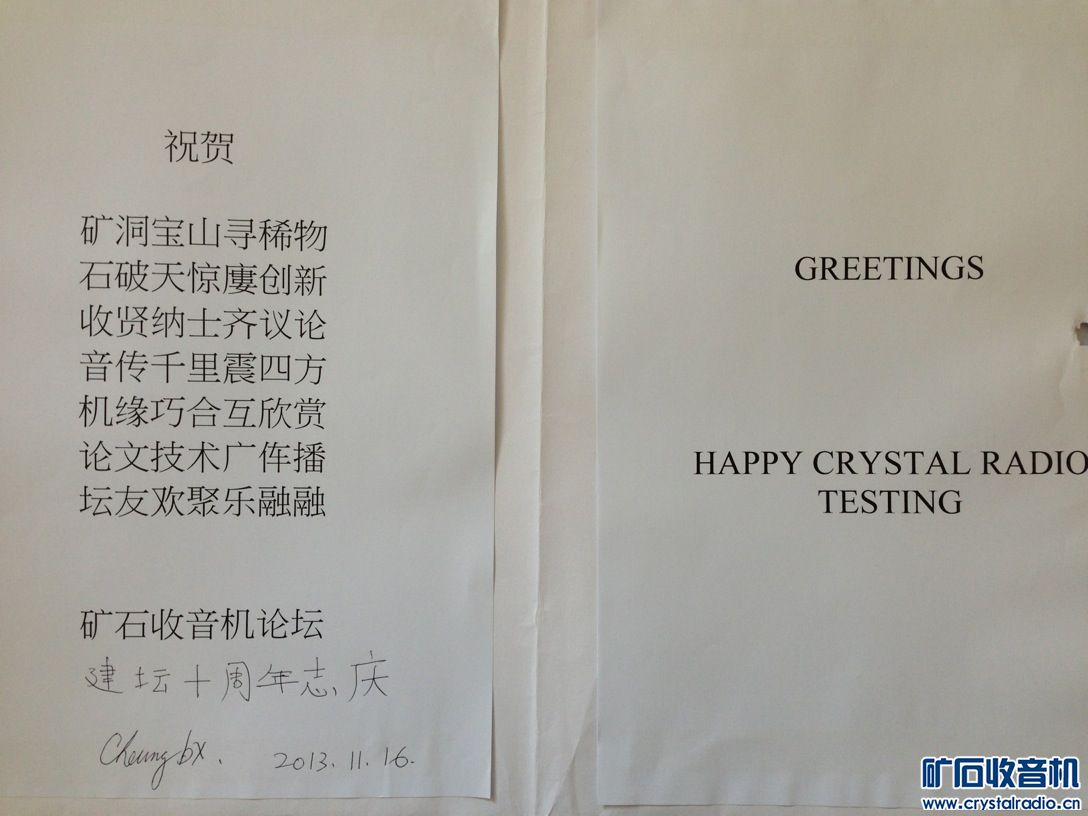 祝贺
矿洞宝山寻稀物
石破天惊廔创新
收贤纳士齐议论
音传千里震四方
机缘巧合互欣赏
论文技术广伡播
坛友欢聚乐融融
矿石收音机论坛
建坛十周年志庆
Cheung bx.
2013.11.16.
GREETINGS
HAPPY CRYSTAL RADIO
TESTING
矿石收音机
www.crystalradio.cn